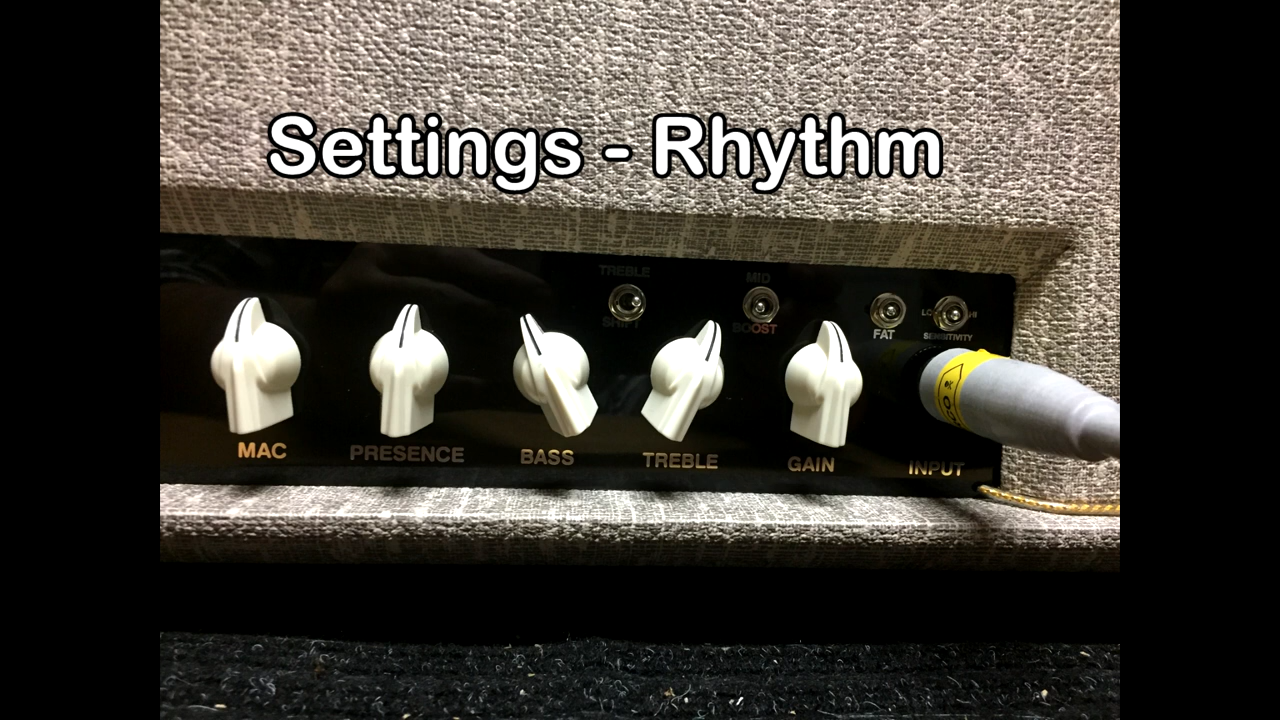 Settings - Rhythm
TREBLE
SHIFT
MID
BOOST
FAT
SENSITIVITY
MAC
PRESENCE
BASS
TREBLE
GAIN
INPUT